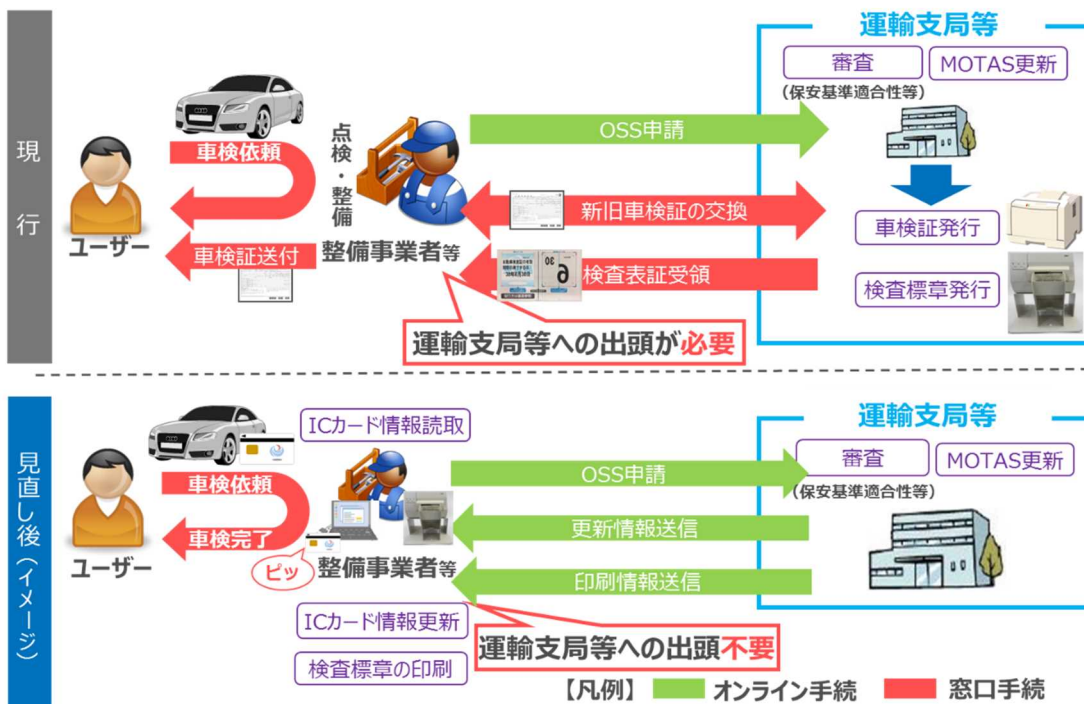 現行
運輸支局等
審査
MOTAS更新
(保安基準適合性等)
OSS申請
点検・整備
車検依頼
新旧車検証の交換
車検証発行
ユーザー
整備事業者等
車検証送付
検査表証受領
30
6
検査標章発行
運輸支局等への出頭が必要
見直し後(イメージ)
運輸支局等
ICカード情報読取
審査
MOTAS更新
OSS申請
(保安基準適合性等)
車検依頼
更新情報送信
車検完了
ユーザー
ピッ
整備事業者等
印刷情報送信
ICカード情報更新
運輸支局等への出頭不要
検査標章の印刷
【凡例】 オンライン手続 窓口手続